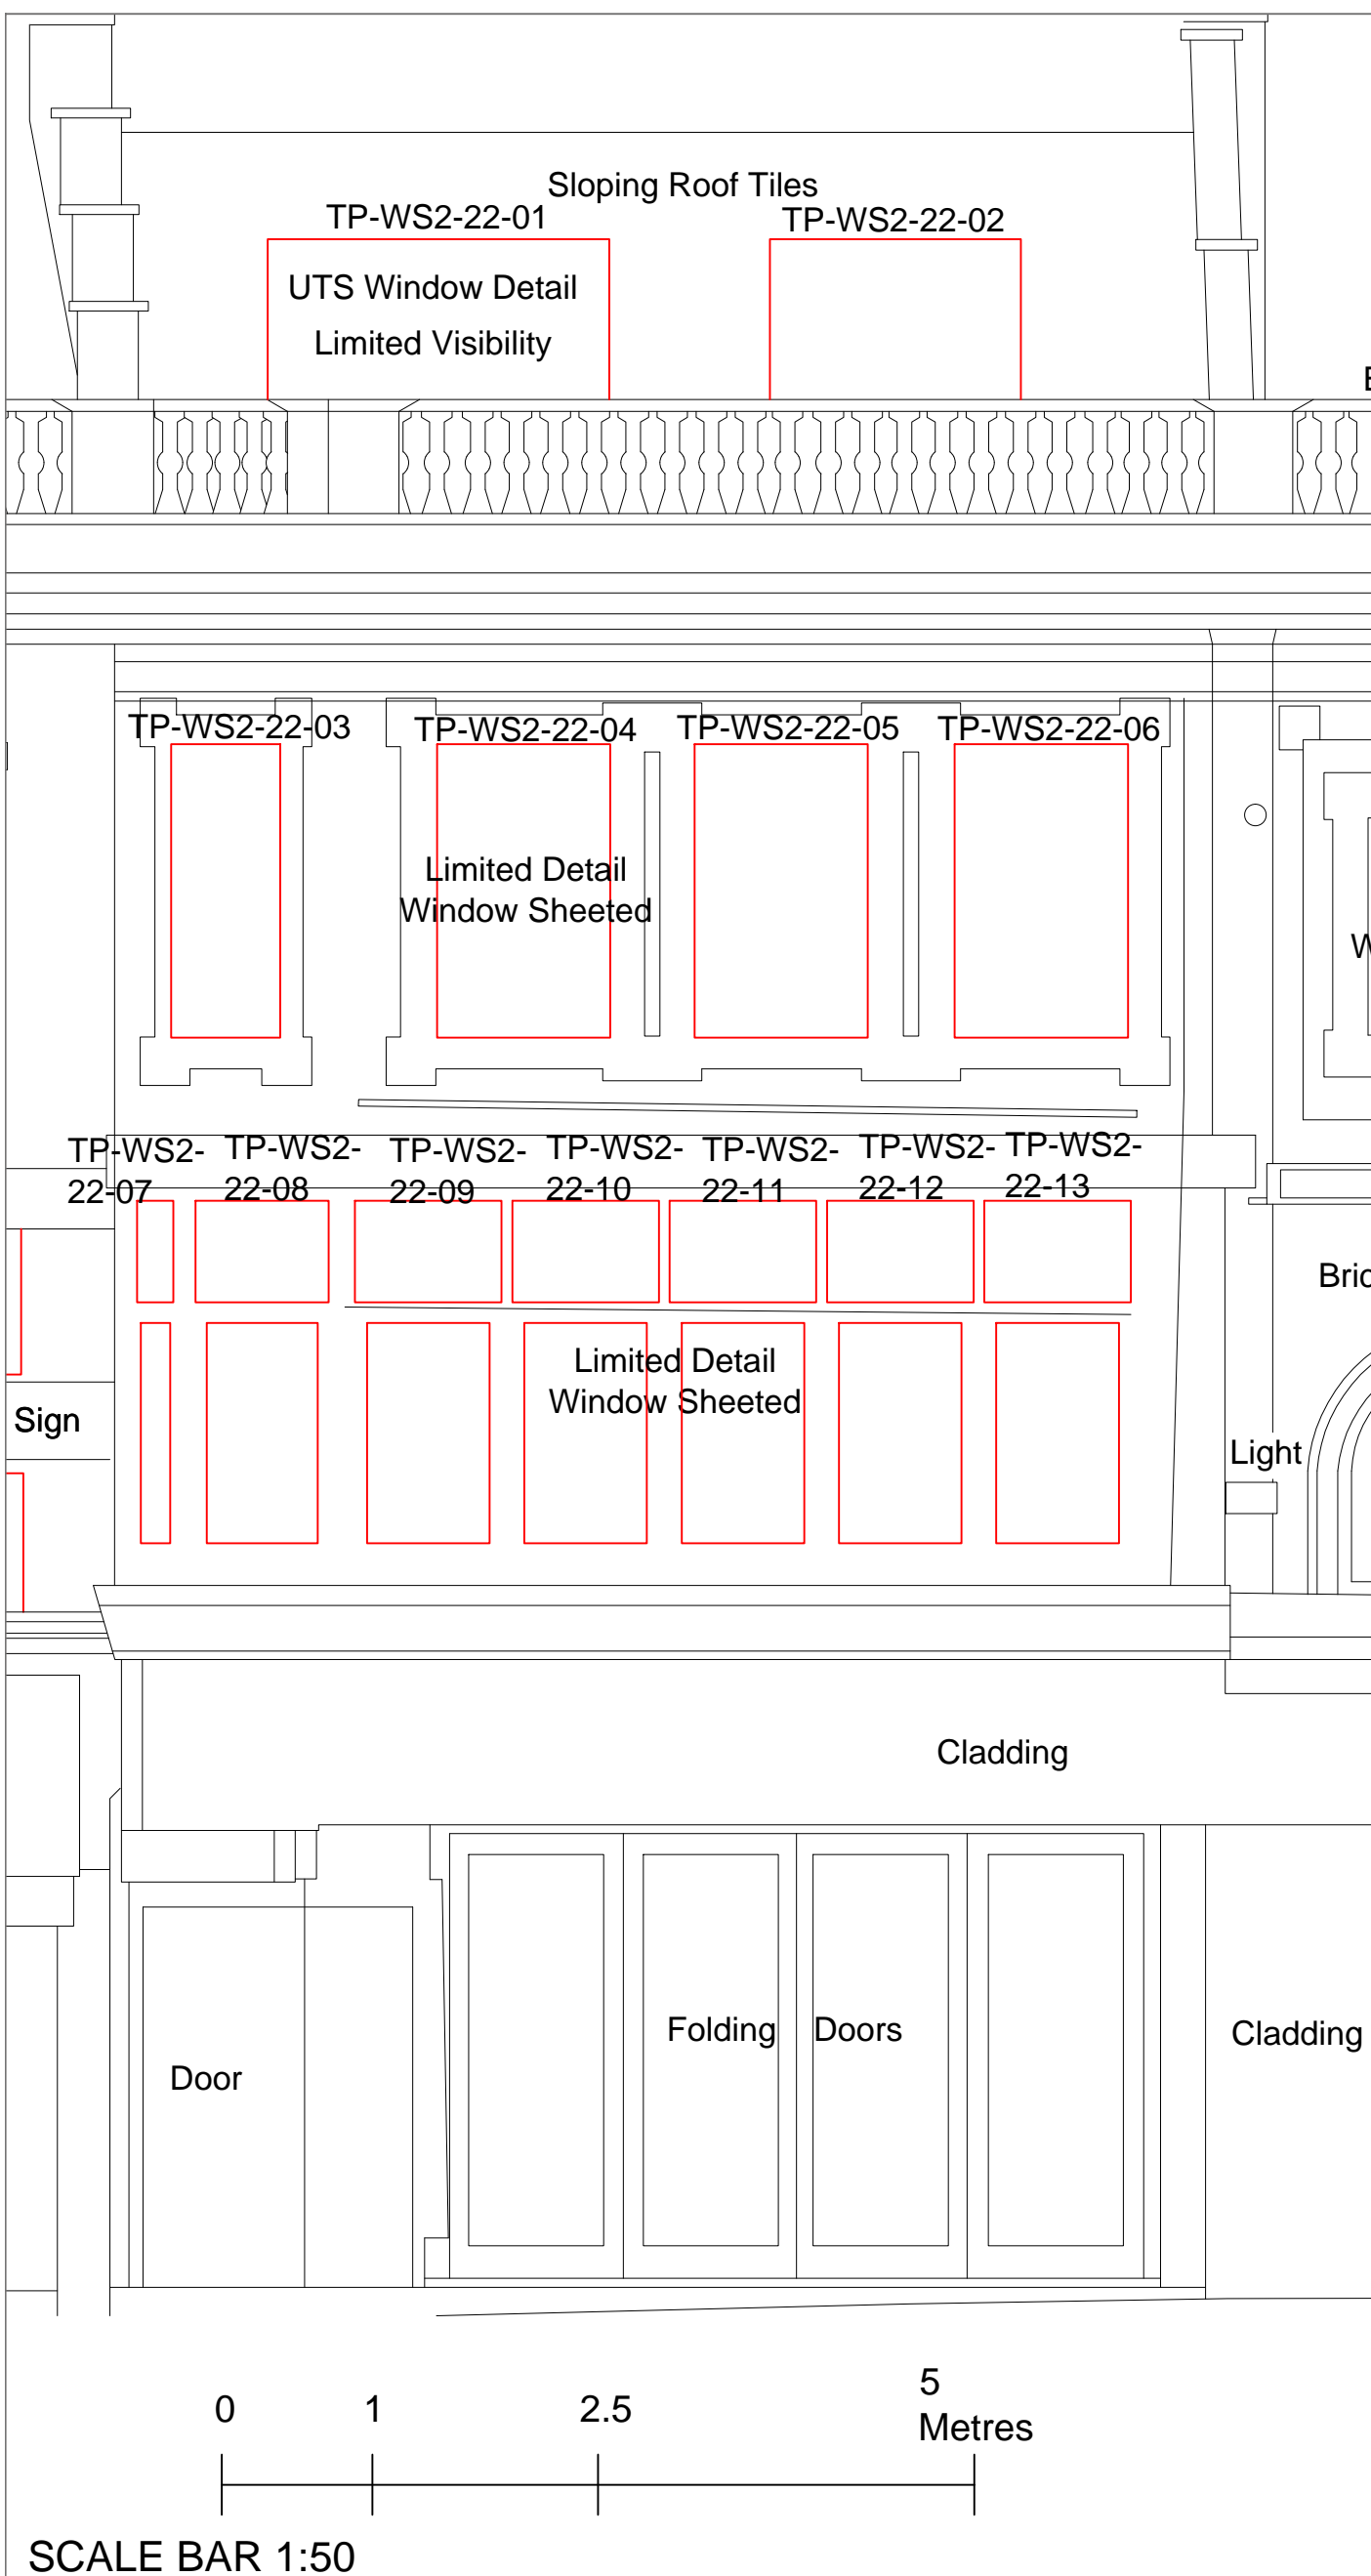 Sloping Roof Tiles
TP-WS2-22-01
TP-WS2-22-02
UTS Window Detail
Limited Visibility
TP-WS2-22-03
TP-WS2-22-04
TP-WS2-22-05
TP-WS2-22-06
Limited Detail
Window Sheeted
TP-WS2-
22-07
TP-WS2-
22-08
TP-WS2-
22-09
TP-WS2-
22-10
TP-WS2-
22-11
TP-WS2-
22-12
TP-WS2-
22-13
Limited Detail
Window Sheeted
Sign
Light
Cladding
Folding Doors
Cladding
Door
0 1 2.5 5
Metres
SCALE BAR 1:50